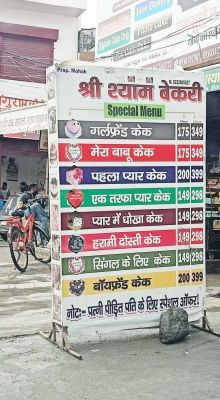 Prop. Mohak.
श्री श्याम बेकरी
Special Menu
गर्लफ्रेंड केक 175 349
मेरा बाबू केक 175 349
पहला प्यार केक 200 399
एक तरफा प्यार केक 149 298
प्यार में धोखा केक 149 298
हरामी दोस्ती केक 149 298
सिंगल के लिए केक 149 298
बॉयफ्रेंड केक 200 399
नोट:- पत्नी पीड़ित पति के लिए स्पेशल ऑफर!